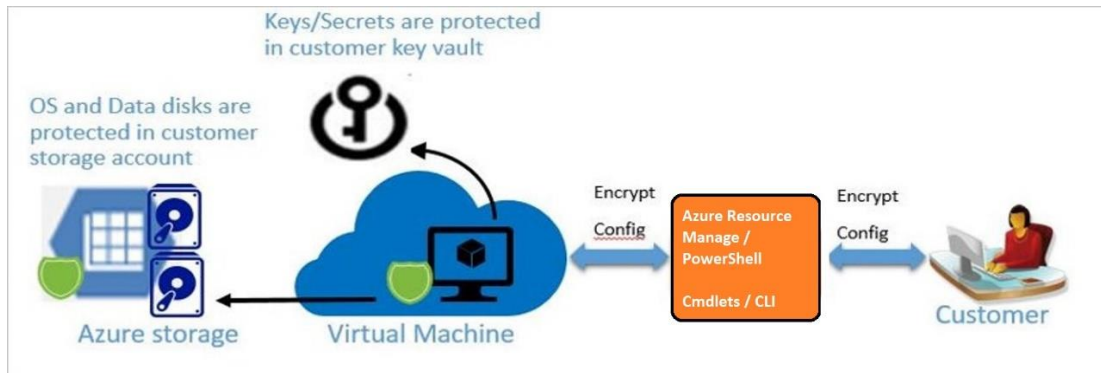 Keys/Secrets are protected
in customer key vault
OS and Data disks are
protected in customer
storage account
Encrypt
Config
Azure Resource
Manage /
PowerShell
Cmdlets / CLI
Encrypt
Config
Azure storage
Virtual Machine
Customer